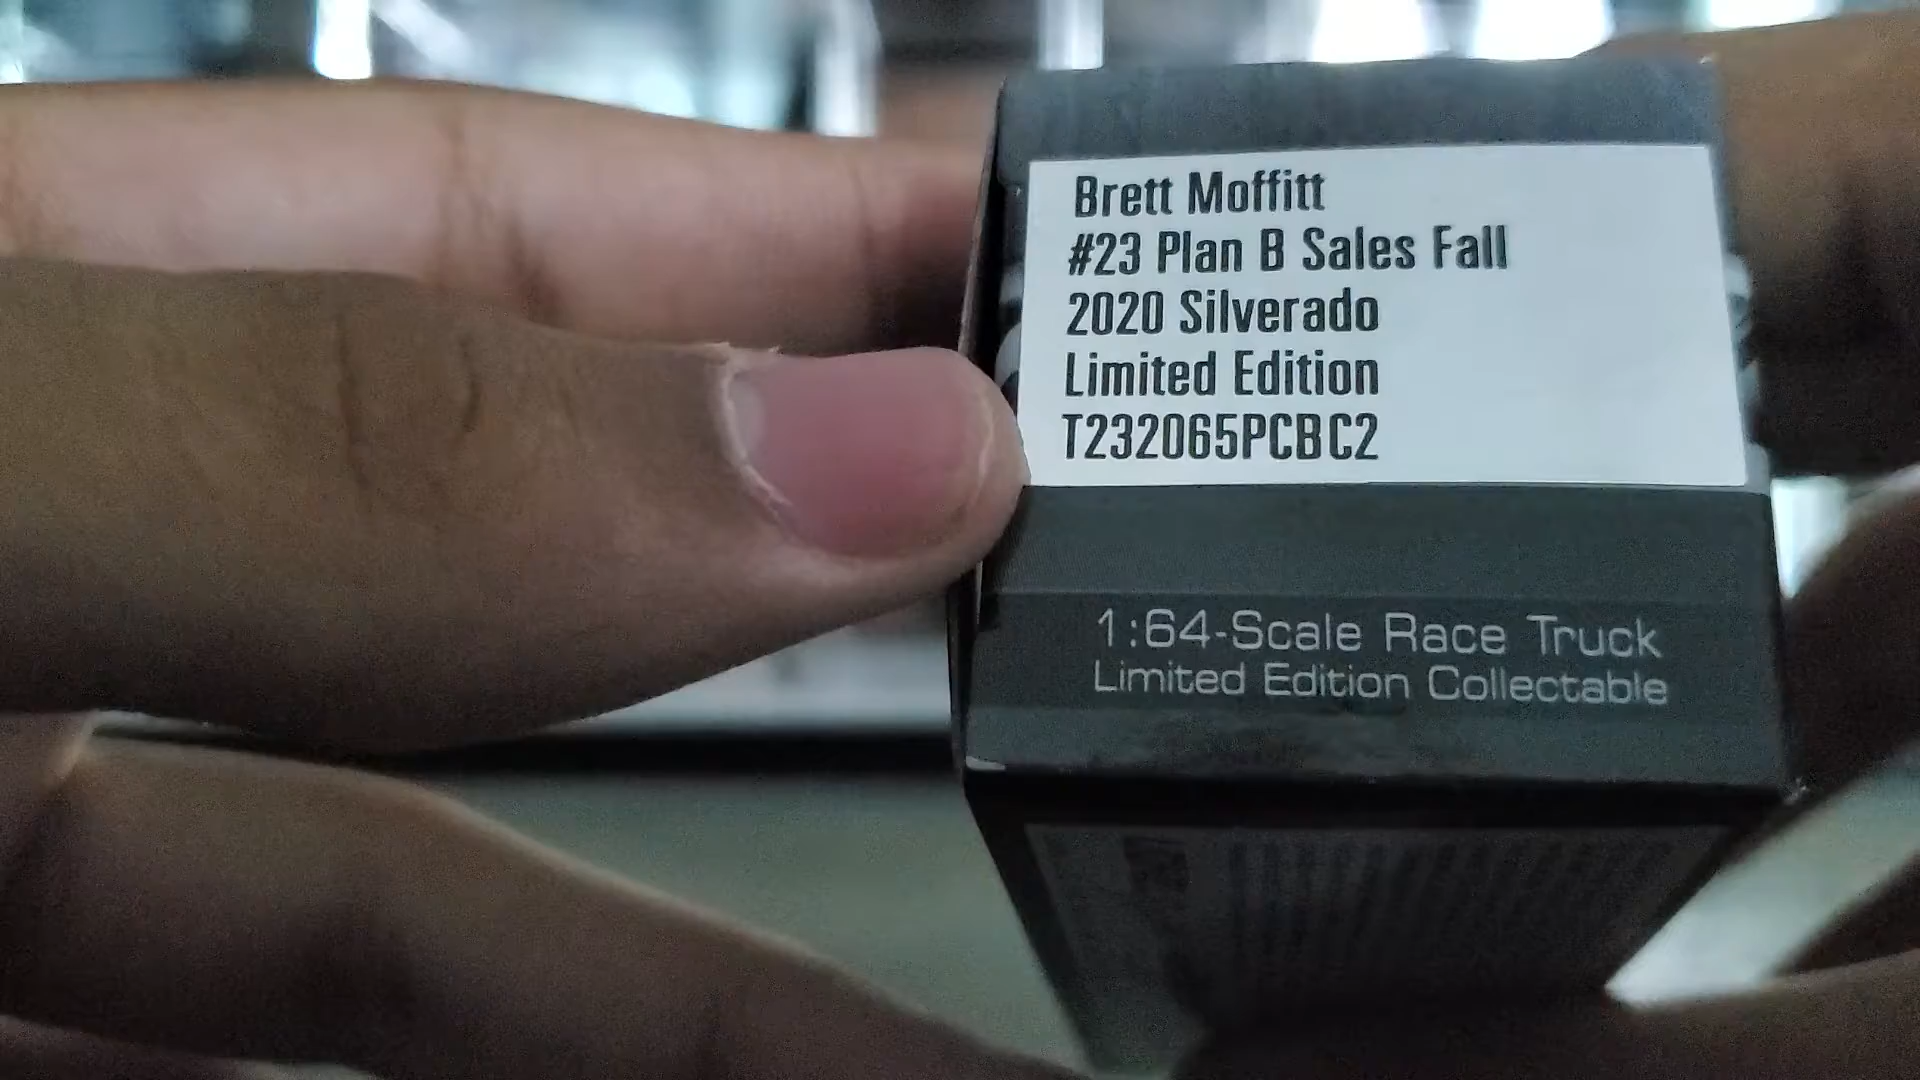 Brett Moffitt
#23 Plan B Sales Fall
2020 Silverado
Limited Edition
T232065PCBC2
1:64-Scale Race Truck
Limited Edition Collectable